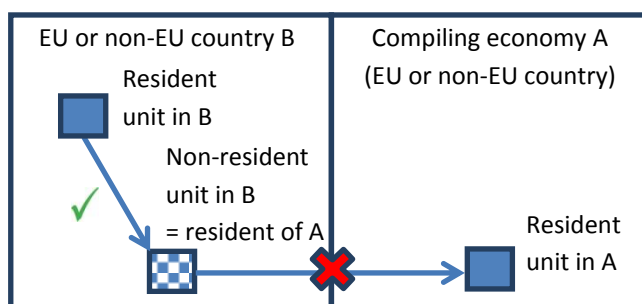 EU or non-EU country B
Resident
unit in B
Non-resident
unit in B
= resident of A
Compiling economy A
(EU or non-EU country)
Resident
unit in A